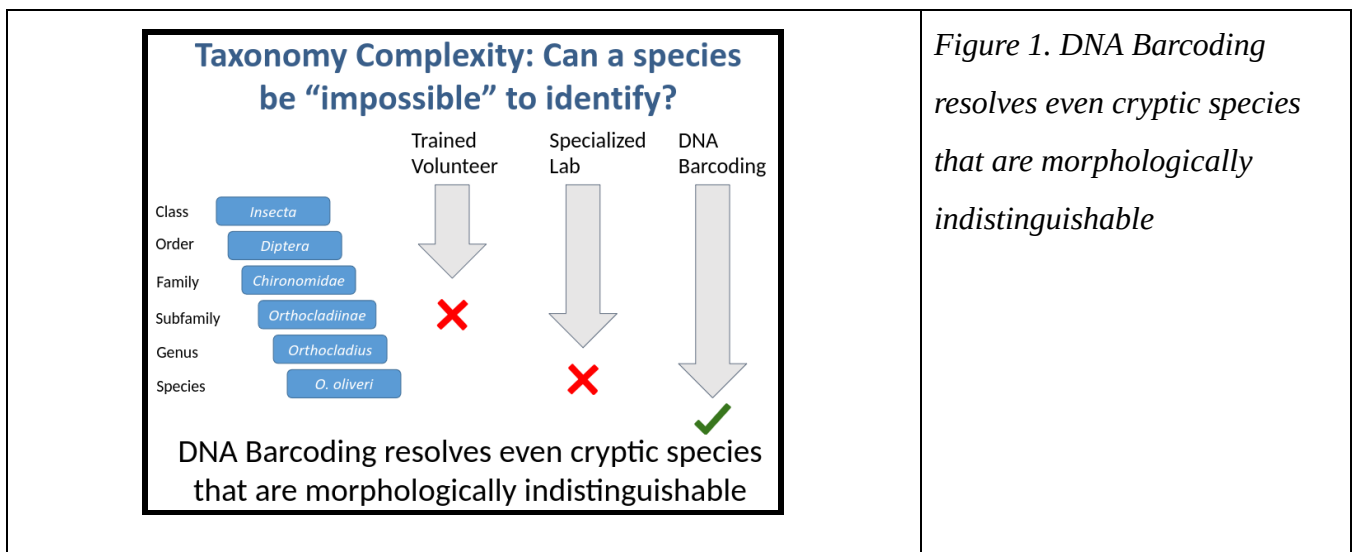 Taxonomy Complexity: Can a species
be “impossible” to identify?
Trained
Volunteer
Specialized
Lab
DNA
Barcoding
Class
Insecta
Order
Diptera
Family
Chironomidae
Subfamily
Orthocladiinae
Genus
Orthocladius
Species
O. oliveri
DNA Barcoding resolves even cryptic species
that are morphologically indistinguishable
Figure 1. DNA Barcoding
resolves even cryptic species
that are morphologically
indistinguishable